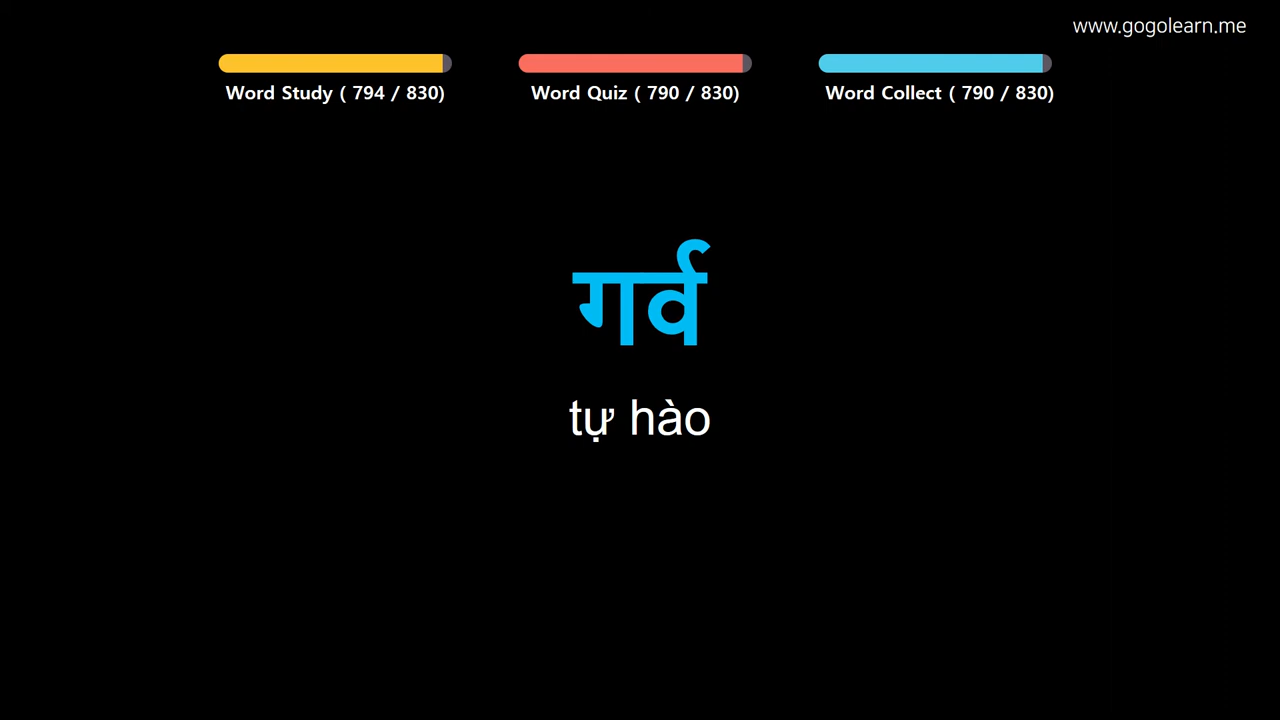 www.gogolearn.me
Word Study ( 794 / 830)
Word Quiz ( 790 / 830)
Word Collect ( 790 / 830)
गर्व
tự hào